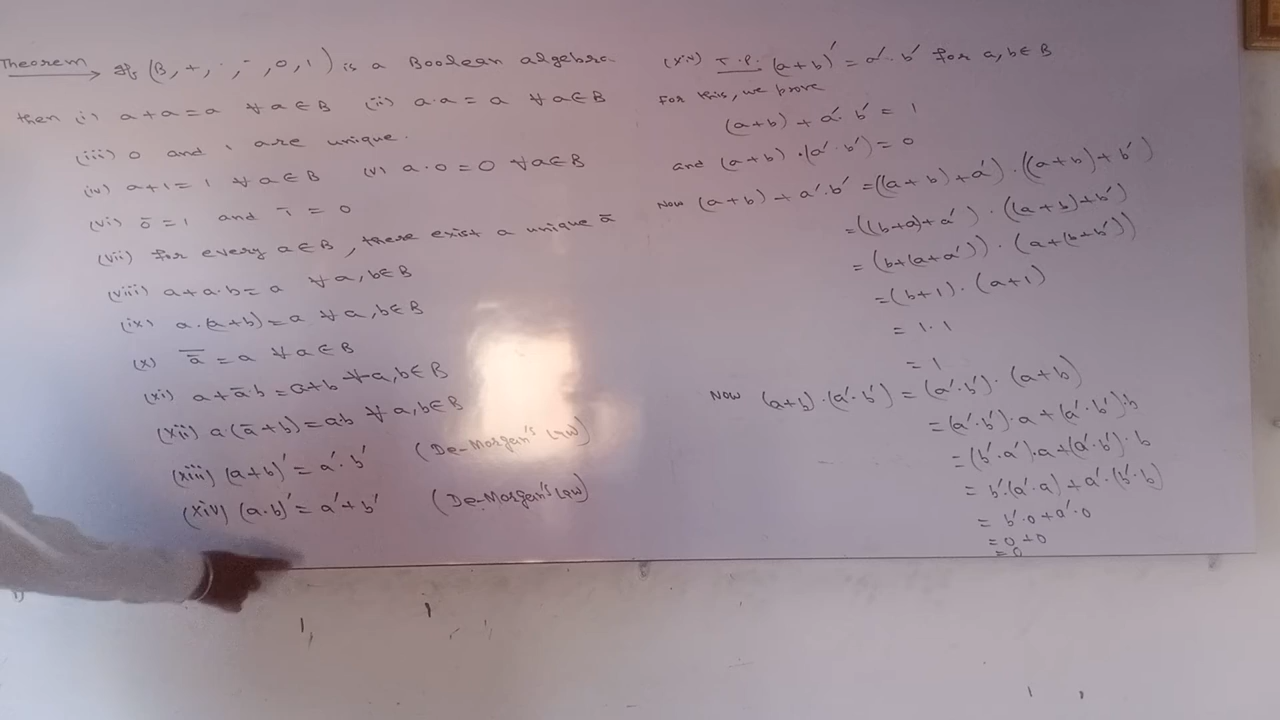 Theorem → If (B, +, ·, -, 0, 1) is a Boolean algebra.
then (i) a+a=a ∀ a∈B (ii) a·a=a ∀ a∈B
(iii) 0 and 1 are unique.
(iv) a+1=1 ∀ a∈B (v) a·0=0 ∀a∈B
(vi) 0̄=1 and 1̄=0
(vii) For every a∈B, there exist a unique ā
(viii) a+a·b=a ∀ a,b∈B
(ix) a·(a+b)=a ∀ a,b∈B
(x) a̿=a ∀ a∈B
(xi) a+ā·b=a+b ∀ a,b∈B
(xii) a·(ā+b)=a·b ∀ a,b∈B
(xiii) (a+b)′=a′·b′ (De-Morgan's Law)
(xiv) (a·b)′=a′+b′ (De-Morgan's Law)
(xiv) T.P. (a+b)′=a′·b′ for a,b∈B
For this, we prove
(a+b)+a′·b′=1
and (a+b)·(a′·b′)=0
Now (a+b)+a′·b′=((a+b)+a′)·((a+b)+b′)
=((b+a)+a′)·((a+b)+b′)
=(b+(a+a′))·(a+(b+b′))
=(b+1)·(a+1)
=1·1
=1
Now (a+b)·(a′·b′)=(a′·b′)·(a+b)
=(a′·b′)·a+(a′·b′)·b
=(b′·a′)·a+(a′·b′)·b
=b′·(a′·a)+a′·(b′·b)
=b′·0+a′·0
=0+0
=0